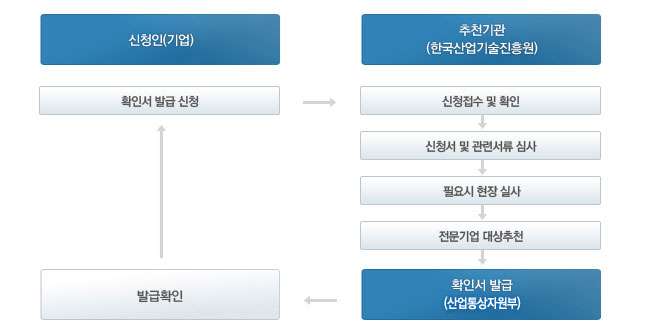 신청인(기업)
추천기관
(한국산업기술진흥원)
확인서 발급 신청
신청접수 및 확인
신청서 및 관련서류 심사
필요시 현장 실사
전문기업 대상추천
발급확인
확인서 발급
(산업통상자원부)